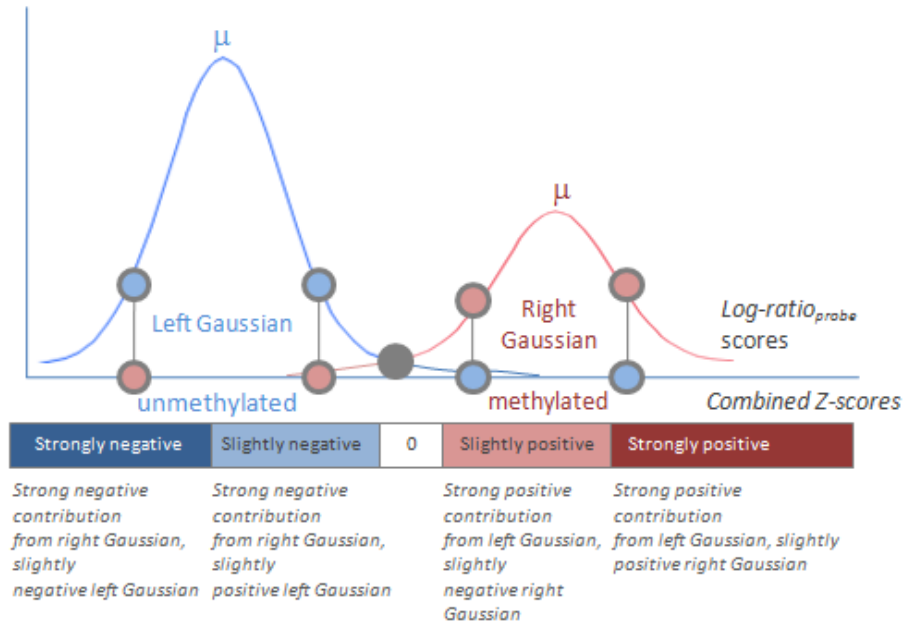 μ
μ
Left Gaussian
Right
Gaussian
Log-ratioprobe
scores
unmethylated
methylated
Combined Z-scores
Strongly negative
Slightly negative
0
Slightly positive
Strongly positive
Strong negative
contribution
from right Gaussian,
slightly
negative left Gaussian
Strong negative
contribution
from right Gaussian,
slightly
positive left Gaussian
Strong positive
contribution
from left Gaussian,
slightly
negative right
Gaussian
Strong positive
contribution
from left Gaussian, slightly
positive right Gaussian